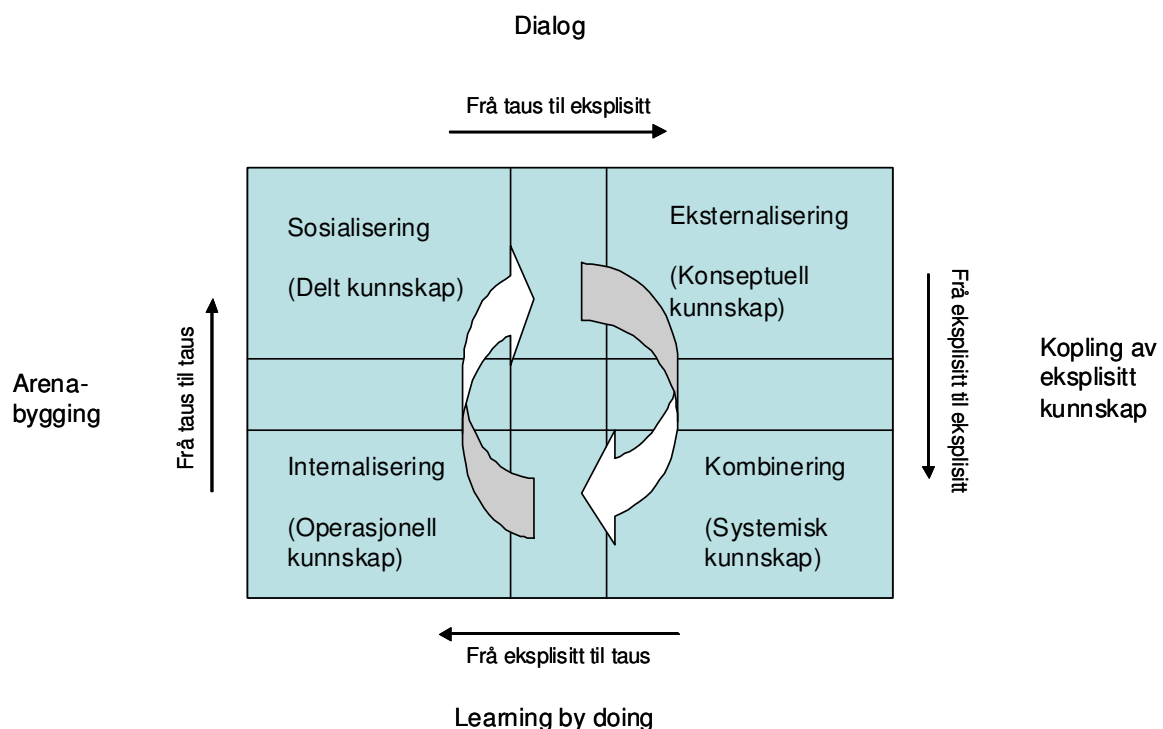 Dialog
Frå taus til eksplisitt
Sosialisering
(Delt kunnskap)
Eksternalisering
(Konseptuell
kunnskap)
Arena-
bygging
Frå taus til taus
Frå eksplisitt til eksplisitt
Kopling av
eksplisitt
kunnskap
Internalisering
(Operasjonell
kunnskap)
Kombinering
(Systemisk
kunnskap)
Frå eksplisitt til taus
Learning by doing